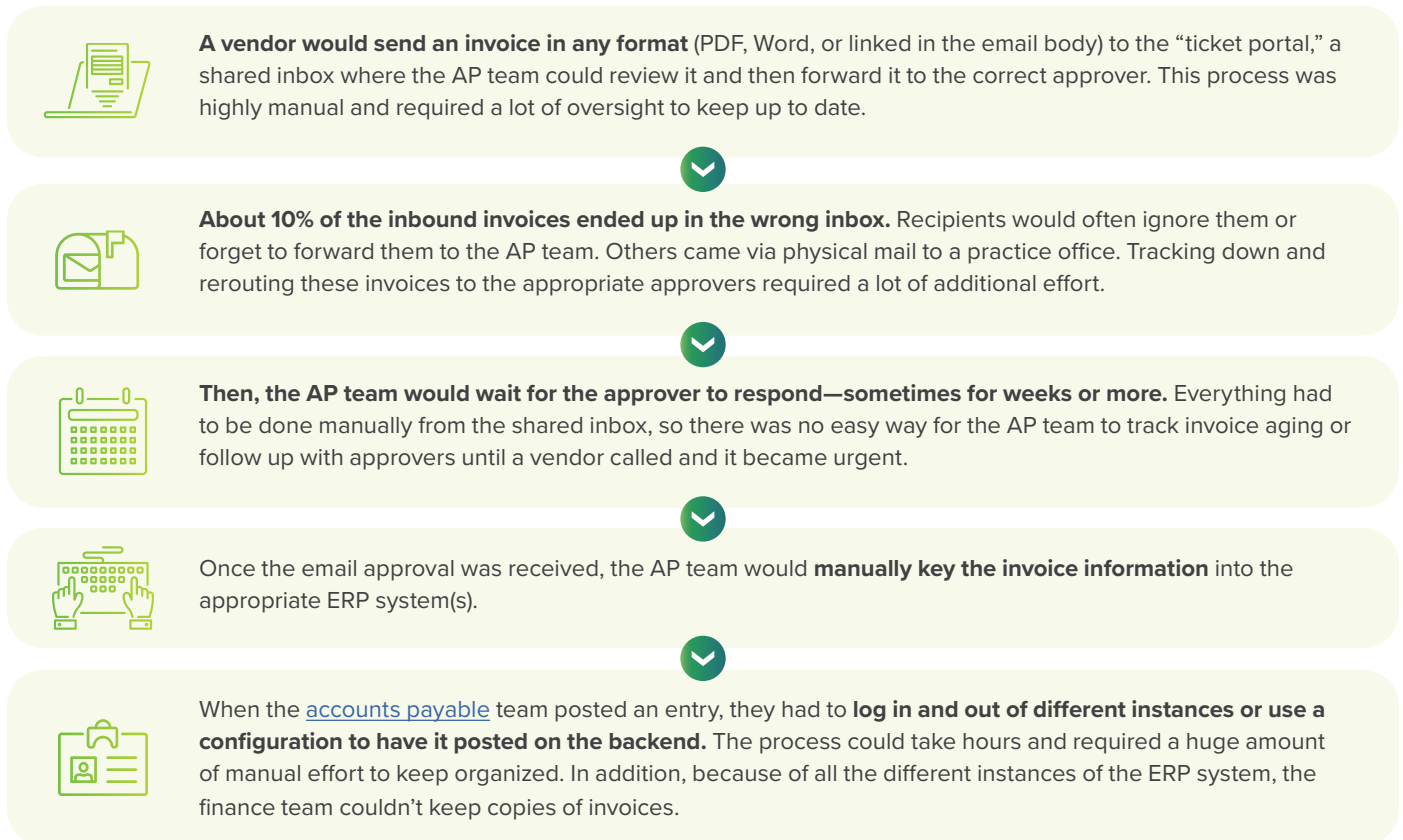 A vendor would send an invoice in any format (PDF, Word, or linked in the email body) to the “ticket portal,” a
shared inbox where the AP team could review it and then forward it to the correct approver. This process was
highly manual and required a lot of oversight to keep up to date.
About 10% of the inbound invoices ended up in the wrong inbox. Recipients would often ignore them or
forget to forward them to the AP team. Others came via physical mail to a practice office. Tracking down and
rerouting these invoices to the appropriate approvers required a lot of additional effort.
Then, the AP team would wait for the approver to respond—sometimes for weeks or more. Everything had
to be done manually from the shared inbox, so there was no easy way for the AP team to track invoice aging or
follow up with approvers until a vendor called and it became urgent.
Once the email approval was received, the AP team would manually key the invoice information into the
appropriate ERP system(s).
When the accounts payable team posted an entry, they had to log in and out of different instances or use a
configuration to have it posted on the backend. The process could take hours and required a huge amount
of manual effort to keep organized. In addition, because of all the different instances of the ERP system, the
finance team couldn’t keep copies of invoices.